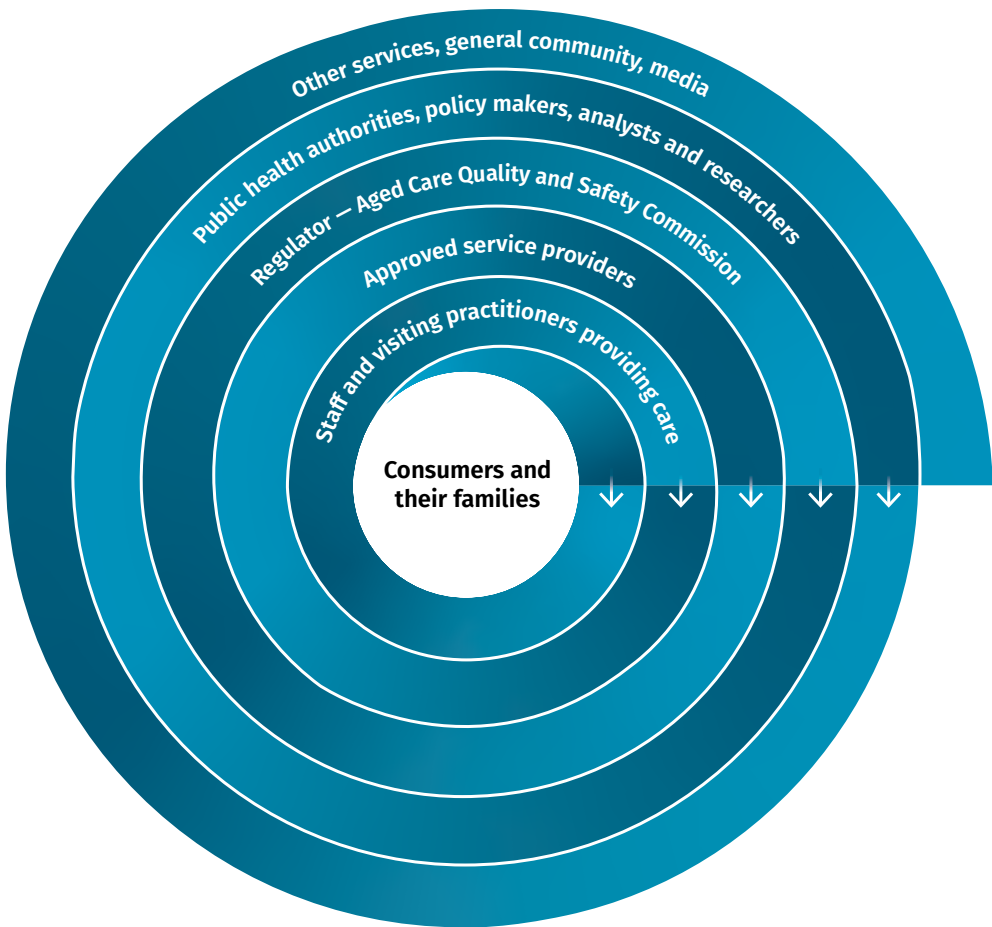 Other services, general community, media
Public health authorities, policy makers, analysts and researchers
Regulator — Aged Care Quality and Safety Commission
Approved service providers
Staff and visiting practitioners providing care
Consumers and
their families